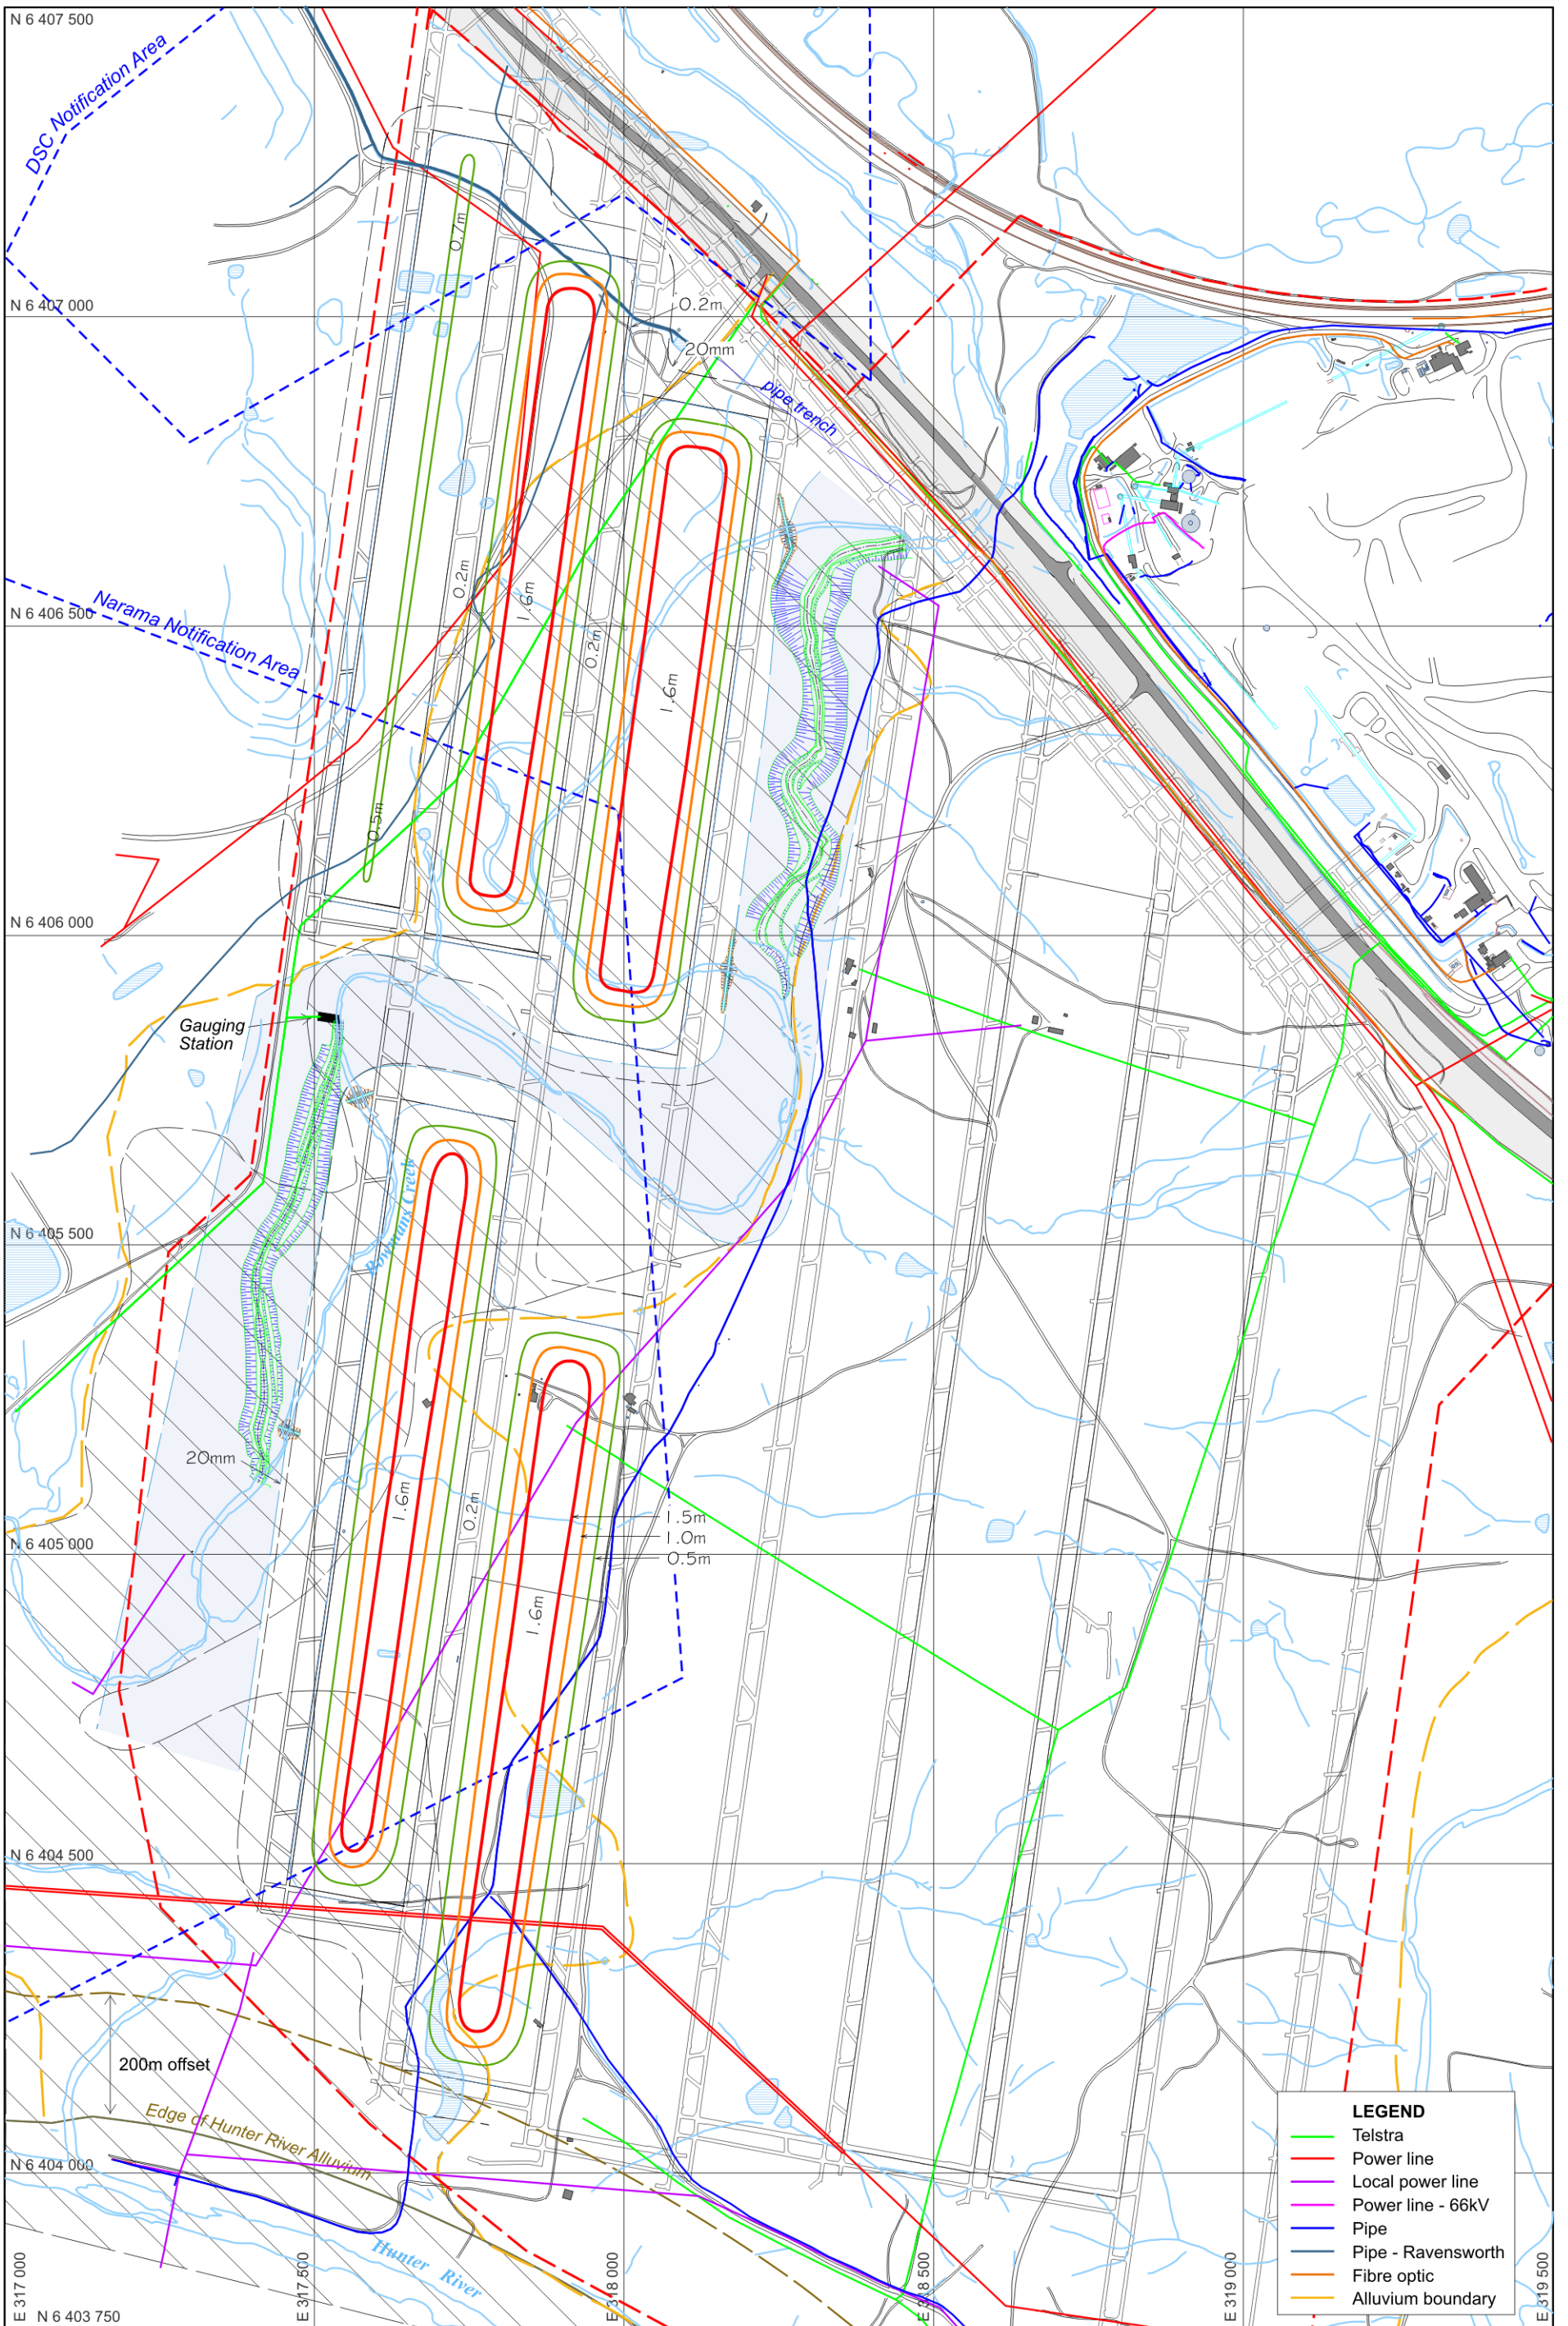 N 6 407 500
DSC Notification Area
0.7m
N 6 407 000
0.2m
20mm
pipe trench
0.2m
1.6m
N 6 406 500
Narama Notification Area
0.2m
1.6m
0.5m
N 6 406 000
Gauging
Station
Bowmans Creek
N 6 405 500
20mm
1.6m
0.2m
1.5m
1.0m
0.5m
N 6 405 000
1.6m
N 6 404 500
200m offset
Edge of Hunter River Alluvium
N 6 404 000
Hunter River
E 317 000
N 6 403 750
E 317 500
E 318 000
E 318 500
E 319 000
E 319 500
LEGEND
Telstra
Power line
Local power line
Power line - 66kV
Pipe
Pipe - Ravensworth
Fibre optic
Alluvium boundary